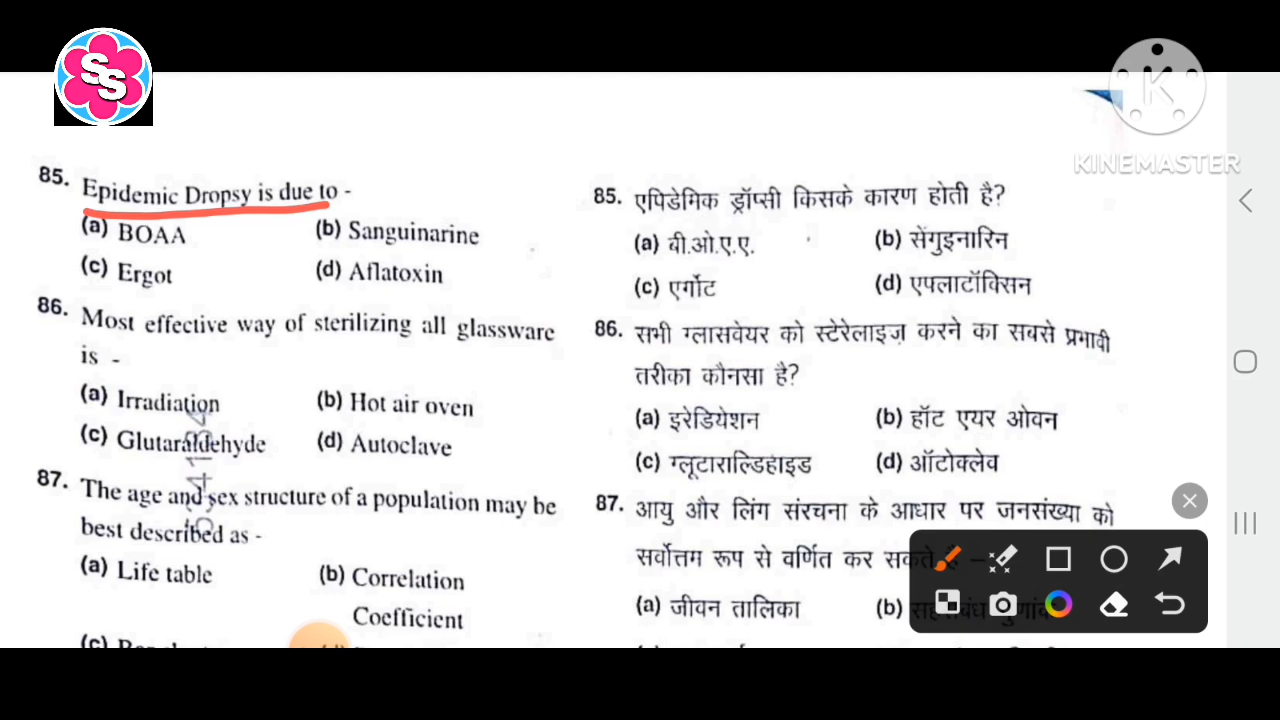 SS
KINEMASTER
85. Epidemic Dropsy is due to -
(a) BOAA (b) Sanguinarine
(c) Ergot (d) Aflatoxin
86. Most effective way of sterilizing all glassware
is -
(a) Irradiation (b) Hot air oven
(c) Glutaraldehyde (d) Autoclave
87. The age and sex structure of a population may be
best described as -
(a) Life table (b) Correlation
Coefficient
(c)
85. एपिडेमिक ड्रॉप्सी किसके कारण होती है?
(a) बी.ओ.ए.ए. (b) सेंगुइनारिन
(c) एर्गोट (d) एफ्लाटॉक्सिन
86. सभी ग्लासवेयर को स्टेरेलाइज़ करने का सबसे प्रभावी
तरीका कौनसा है?
(a) इरेडियेशन (b) हॉट एयर ओवन
(c) ग्लूटाराल्डिहाइड (d) ऑटोक्लेव
87. आयु और लिंग संरचना के आधार पर जनसंख्या को
सर्वोत्तम रूप से वर्णित कर सकते हैं –
(a) जीवन तालिका (b)